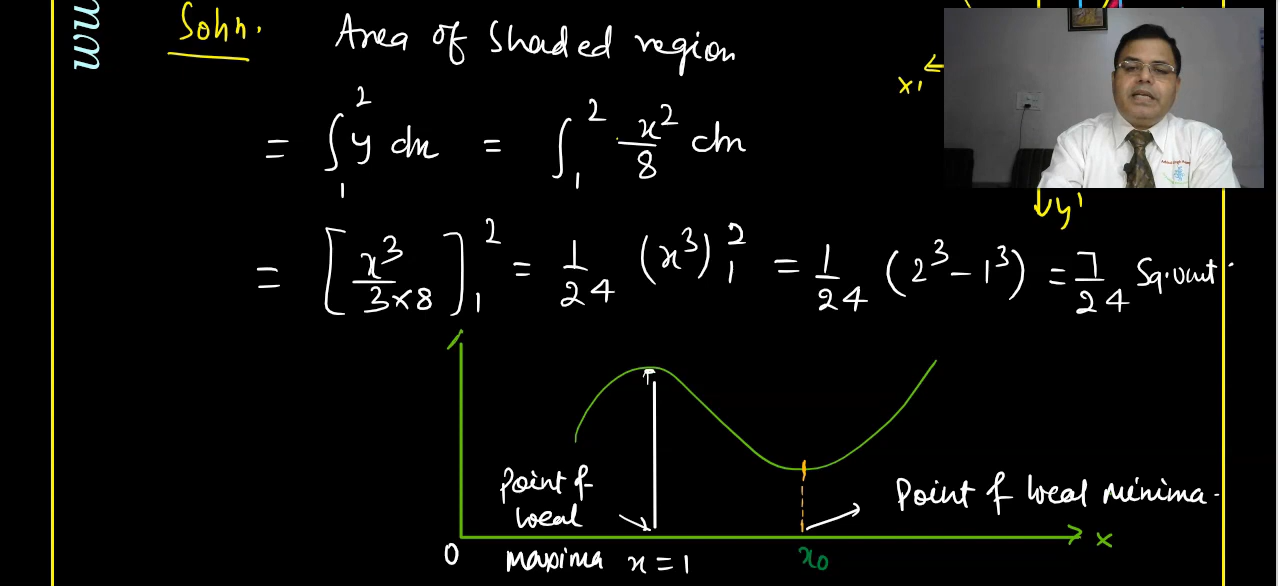 Soln.
Area of Shaded region
= ∫₁² y dx = ∫₁² x²/8 dx
= [x³/3×8]₁² = 1/24 (x³)₁² = 1/24 (2³ - 1³) = 7/24 Sq. unit.
x'
y'
Point of local maxima x = 1
Point of local Minima.
0
x₀
x